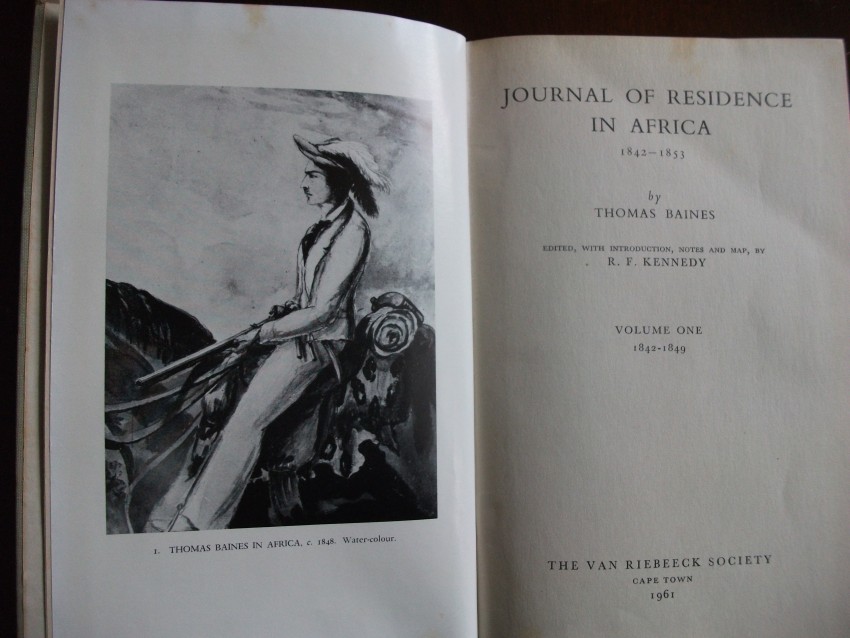 1. THOMAS BAINES IN AFRICA, c. 1848. Water-colour.
JOURNAL OF RESIDENCE
IN AFRICA
1842–1853
by
THOMAS BAINES
EDITED, WITH INTRODUCTION, NOTES AND MAP, BY
R. F. KENNEDY
VOLUME ONE
1842-1849
THE VAN RIEBEECK SOCIETY
CAPE TOWN
1961